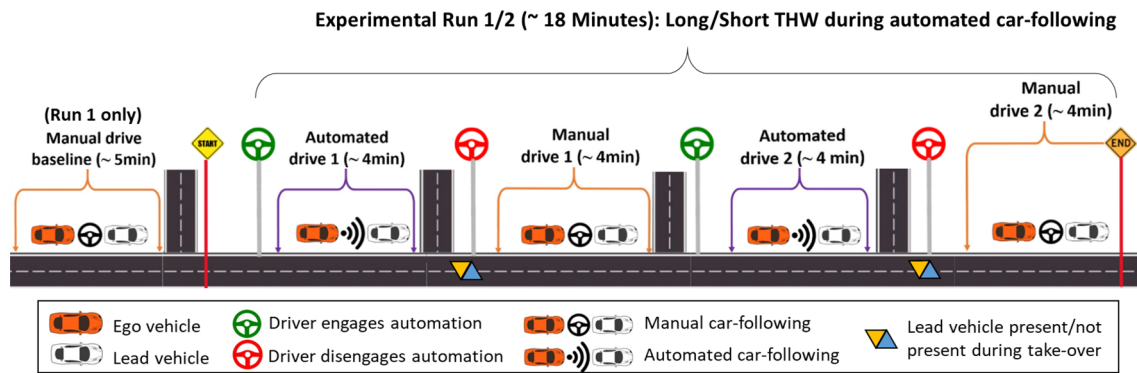 Experimental Run 1/2 (~ 18 Minutes): Long/Short THW during automated car-following
(Run 1 only)
Manual drive
baseline (~ 5min)
START
Automated
drive 1 (~ 4min)
Manual
drive 1 (~ 4min)
Automated
drive 2 (~ 4 min)
Manual
drive 2 (~ 4min)
END
Ego vehicle
Lead vehicle
Driver engages automation
Driver disengages automation
Manual car-following
Automated car-following
Lead vehicle present/not
present during take-over